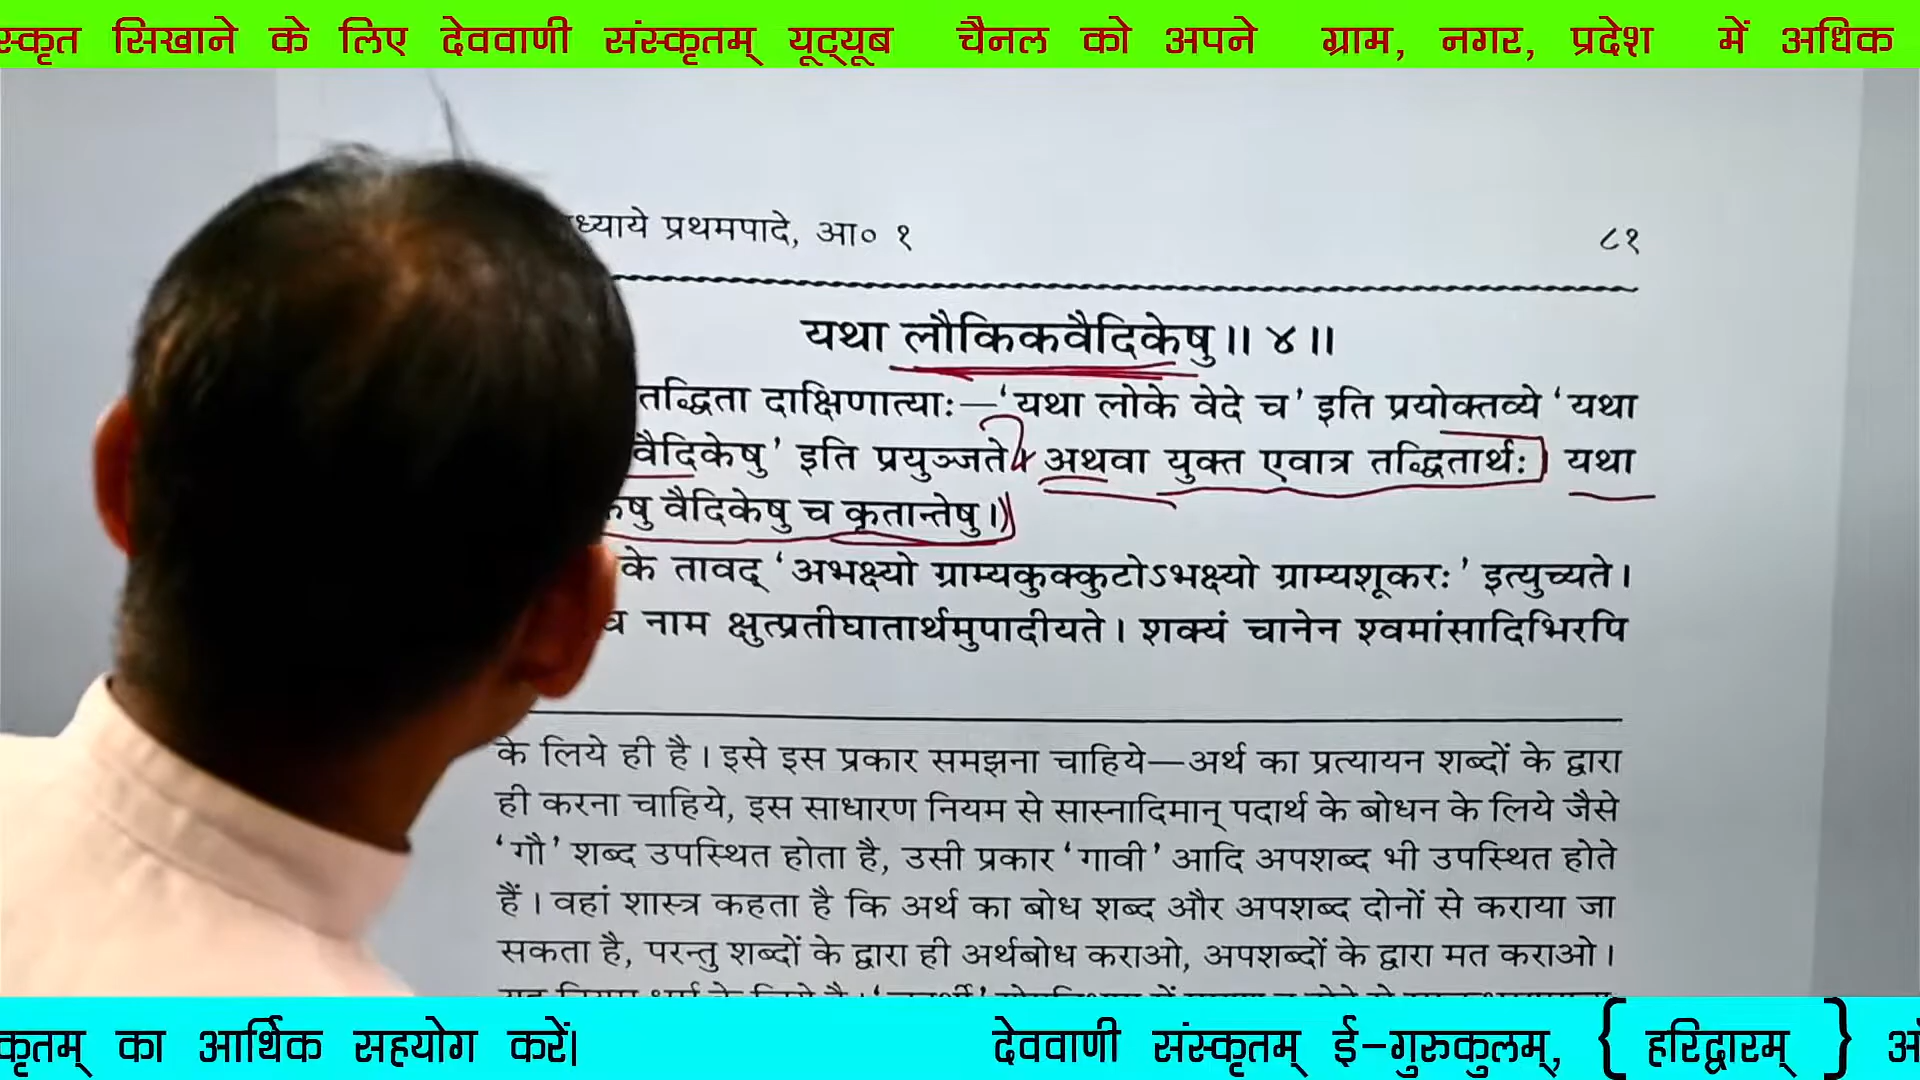 सिखाने के लिए देववाणी संस्कृतम् यूट्यूब चैनल को अपने ग्राम, नगर, प्रदेश में अधिक
प्रथमपादे, आ० १ ८१
यथा लौकिकवैदिकेषु ॥ ४ ॥
तद्धिता दाक्षिणात्याः—‘यथा लोके वेदे च’ इति प्रयोक्तव्ये ‘यथा
वैदिकेषु’ इति प्रयुञ्जते। अथवा युक्त एवात्र तद्धितार्थः। यथा
वैदिकेषु च कृतान्तेषु।
तावद् ‘अभक्ष्यो ग्राम्यकुक्कुटोऽभक्ष्यो ग्राम्यशूकरः’ इत्युच्यते।
नाम क्षुत्प्रतीघातार्थमुपादीयते। शक्यं चानेन श्वमांसादिभिरपि
के लिये ही है। इसे इस प्रकार समझना चाहिये—अर्थ का प्रत्यायन शब्दों के द्वारा
ही करना चाहिये, इस साधारण नियम से सास्नादिमान् पदार्थ के बोधन के लिये जैसे
‘गौ’ शब्द उपस्थित होता है, उसी प्रकार ‘गावी’ आदि अपशब्द भी उपस्थित होते
हैं। वहां शास्त्र कहता है कि अर्थ का बोध शब्द और अपशब्द दोनों से कराया जा
सकता है, परन्तु शब्दों के द्वारा ही अर्थबोध कराओ, अपशब्दों के द्वारा मत कराओ।
का आर्थिक सहयोग करें। देववाणी संस्कृतम् ई-गुरुकुलम्, { हरिद्वारम् }